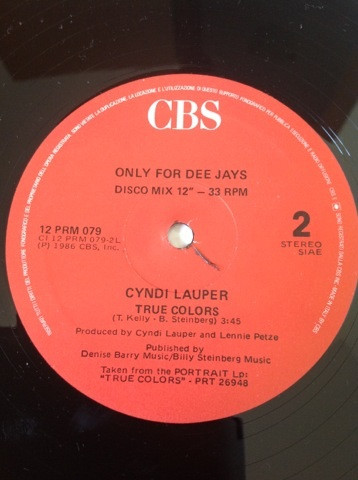 CBS
ONLY FOR DEE JAYS
DISCO MIX 12" — 33 RPM
12 PRM 079
CI 12 PRM 079-2L
(P) 1986 CBS, Inc.
2
STEREO
SIAE
CYNDI LAUPER
TRUE COLORS
(T. Kelly - B. Steinberg) 3:45
Produced by Cyndi Lauper and Lennie Petze
Published by
Denise Barry Music/Billy Steinberg Music
Taken from the PORTRAIT Lp:
"TRUE COLORS" - PRT 26948